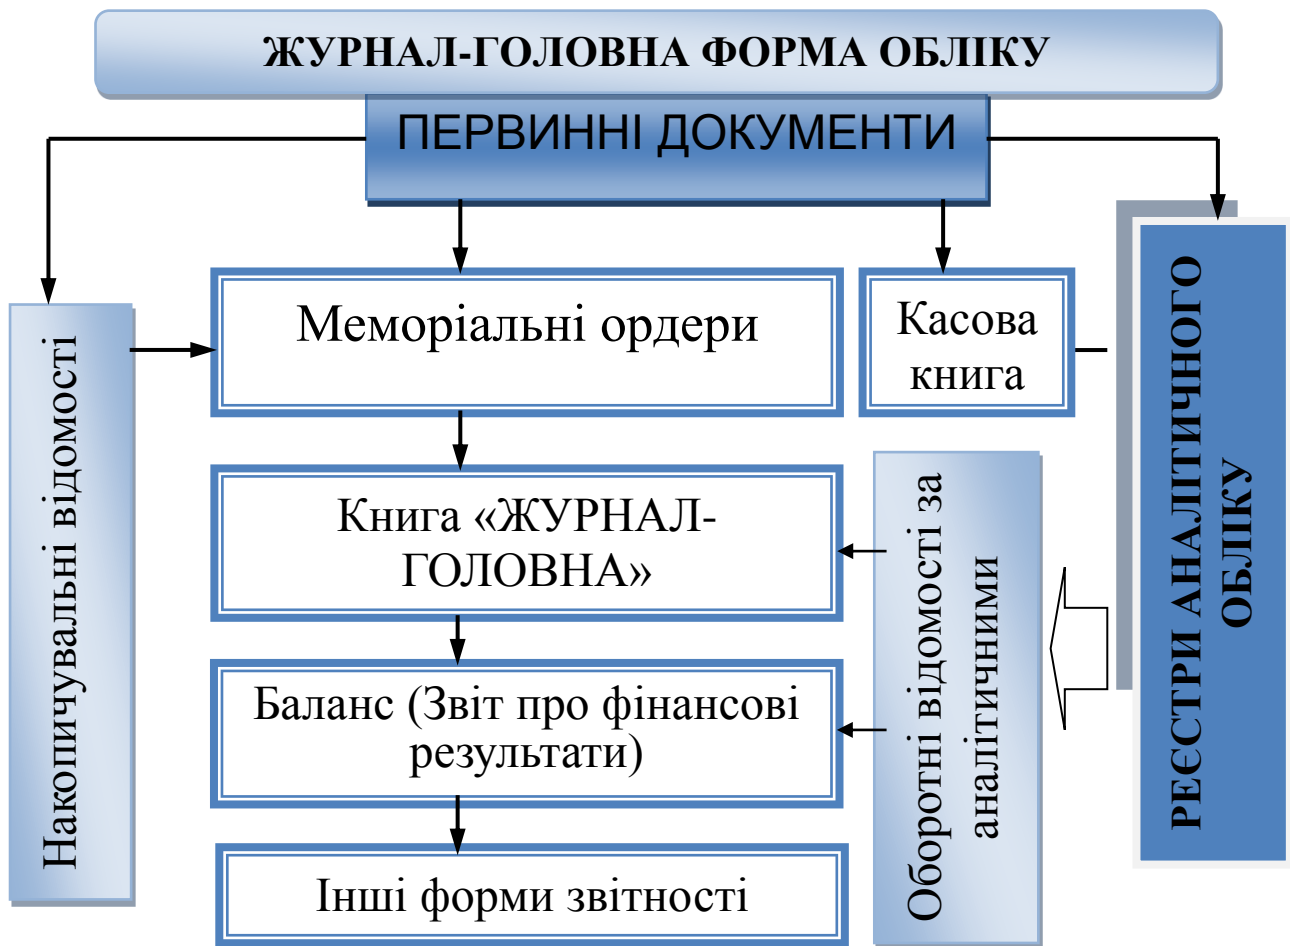 ЖУРНАЛ-ГОЛОВНА ФОРМА ОБЛІКУ
ПЕРВИННІ ДОКУМЕНТИ
Накопичувальні відомості
Меморіальні ордери
Касова
книга
РЕЄСТРИ АНАЛІТИЧНОГО
ОБЛІКУ
Книга «ЖУРНАЛ-
ГОЛОВНА»
Оборотні відомості за
аналітичними
Баланс (Звіт про фінансові
результати)
Інші форми звітності